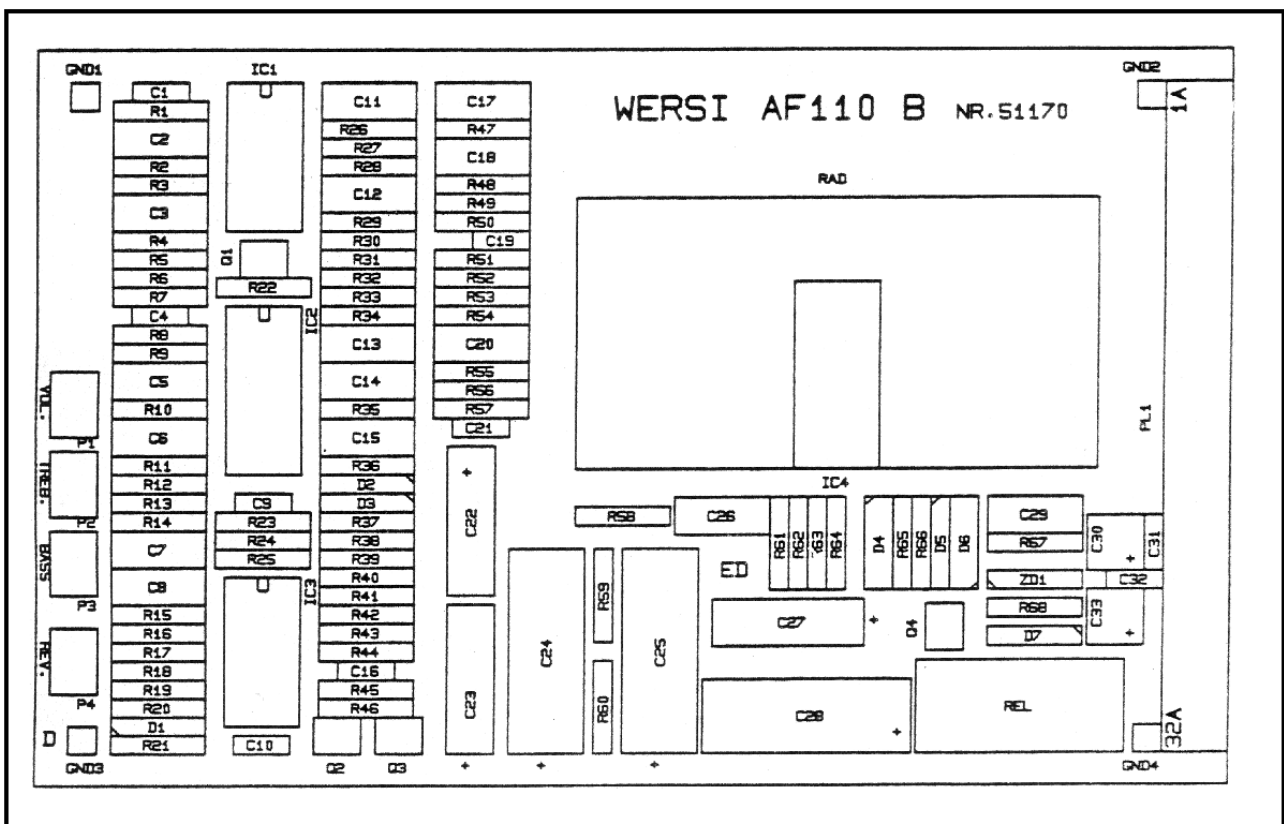 WERSI AF110 B NR.51170
GND1
C1
R1
C2
R2
R3
C3
R4
R5
R6
R7
C4
R8
R9
C5
R10
C6
R11
R12
R13
R14
C7
C8
R15
R16
R17
R18
R19
R20
D1
R21
VOL.
P1
TREB.
P2
BASS
P3
REV.
P4
D
GND3
IC1
Q1
R22
IC2
C9
R23
R24
R25
IC3
C10
C11
R26
R27
R28
C12
R29
R30
R31
R32
R33
R34
C13
C14
R35
C15
R36
D2
D3
R37
R38
R39
R40
R41
R42
R43
R44
C16
R45
R46
Q2 Q3
C17
R47
C18
R48
R49
R50
C19
R51
R52
R53
R54
C20
R55
R56
R57
C21
+
C22
C23
+
C24
+
R59
R60
C25
+
RAD
IC4
R58
C26
R61
R62
R63
R64
D4
R65
R66
D5
D6
C29
R67
C30
+
C31
ZD1
C32
R68
C33
+
D7
ED
C27
+
Q4
C28
+
REL
GND2
1A
PL1
32A
GND4